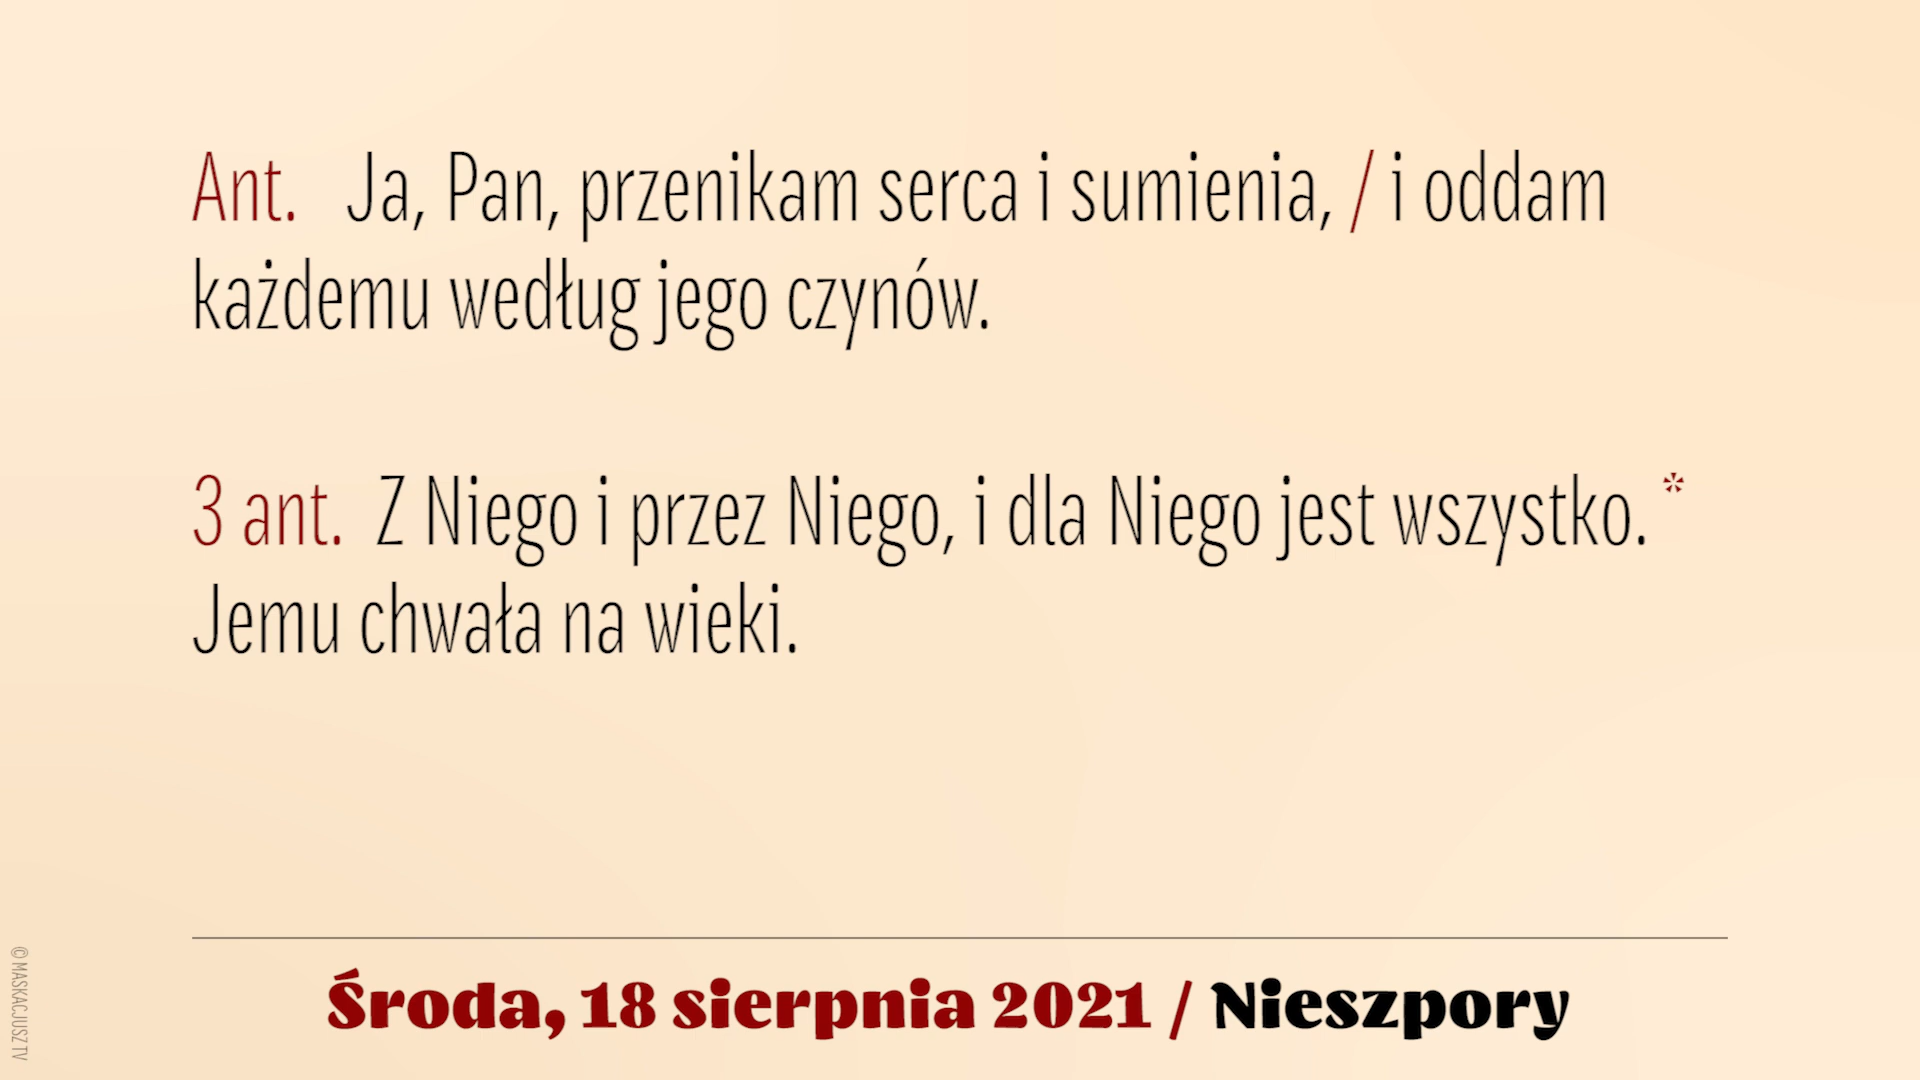 Ant. Ja, Pan, przenikam serca i sumienia, / i oddam
każdemu według jego czynów.
3 ant. Z Niego i przez Niego, i dla Niego jest wszystko. *
Jemu chwała na wieki.
Środa, 18 sierpnia 2021 / Nieszpory
© MASKACJUSZ TV